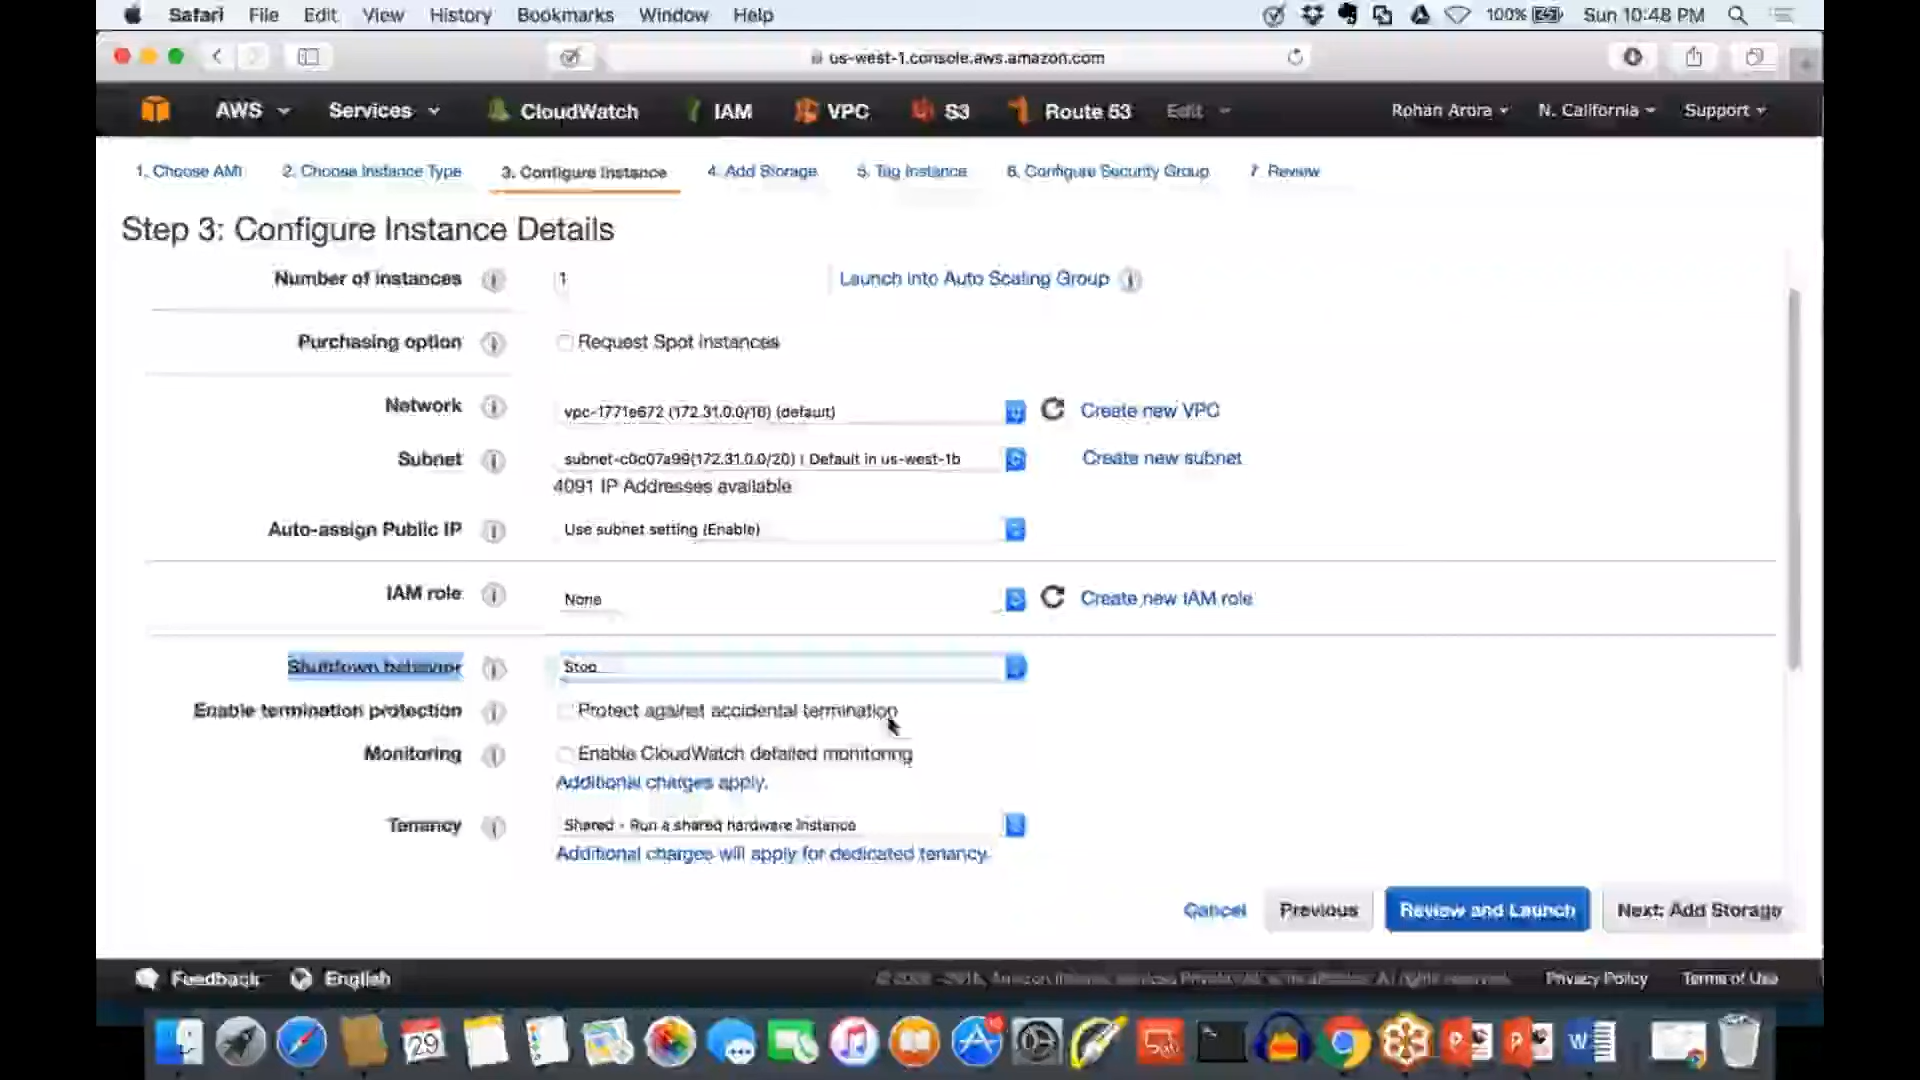 Safari File Edit View History Bookmarks Window Help 100% Sun 10:48 PM
us-west-1.console.aws.amazon.com
AWS Services CloudWatch IAM VPC S3 Route 53 Edit Rohan Arora N. California Support
1. Choose AMI 2. Choose Instance Type 3. Configure Instance 4. Add Storage 5. Tag Instance 6. Configure Security Group 7. Review
Step 3: Configure Instance Details
Number of instances 1 Launch into Auto Scaling Group
Purchasing option Request Spot instances
Network vpc-1771e672 (172.31.0.0/16) (default) Create new VPC
Subnet subnet-c0c07a99(172.31.0.0/20) | Default in us-west-1b Create new subnet
4091 IP Addresses available
Auto-assign Public IP Use subnet setting (Enable)
IAM role None Create new IAM role
Shutdown behavior Stop
Enable termination protection Protect against accidental termination
Monitoring Enable CloudWatch detailed monitoring
Additional charges apply.
Tenancy Shared - Run a shared hardware instance
Additional charges will apply for dedicated tenancy.
Cancel Previous Review and Launch Next: Add Storage
Feedback English Privacy Policy Terms of Use
29